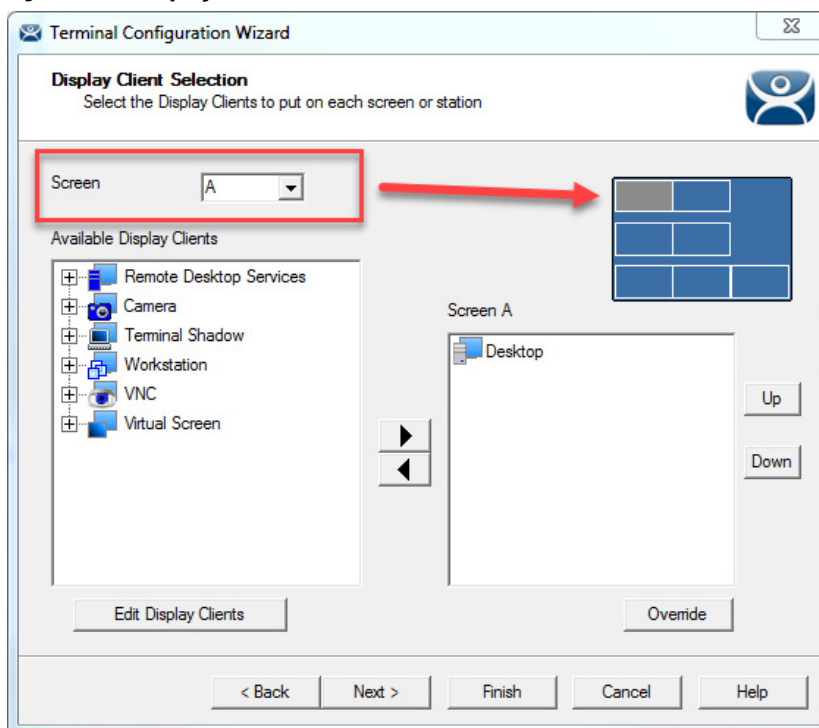 Terminal Configuration Wizard
Display Client Selection
Select the Display Clients to put on each screen or station
Screen
A
Available Display Clients
Remote Desktop Services
Camera
Terminal Shadow
Workstation
VNC
Virtual Screen
Screen A
Desktop
Up
Down
Edit Display Clients
Override
< Back
Next >
Finish
Cancel
Help